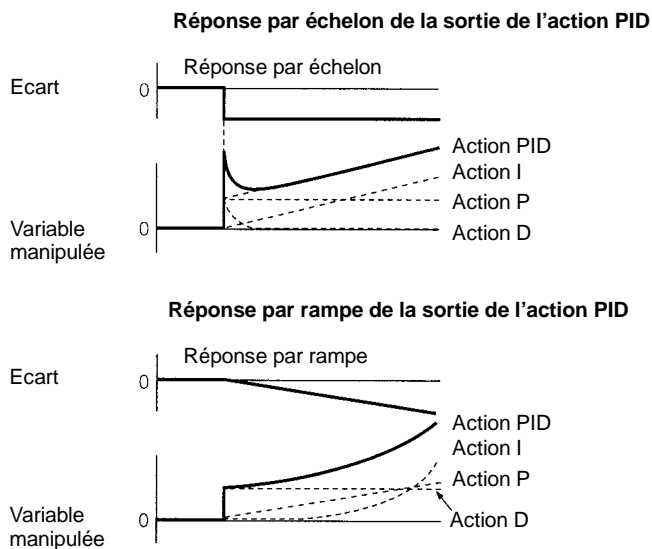 Réponse par échelon de la sortie de l'action PID
Réponse par échelon
Ecart
0
Action PID
Action I
Action P
Action D
0
Variable
manipulée
Réponse par rampe de la sortie de l'action PID
Réponse par rampe
Ecart
0
Action PID
Action I
Action P
Action D
0
Variable
manipulée